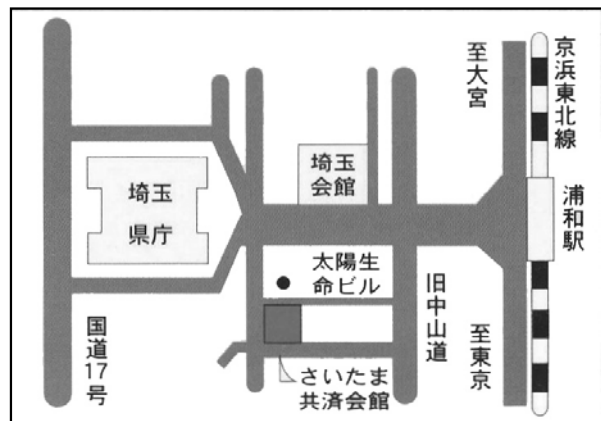 至大宮
京浜東北線
埼玉
会館
埼玉
県庁
浦和駅
太陽生
命ビル
旧中山道
国道17号
至東京
さいたま
共済会館